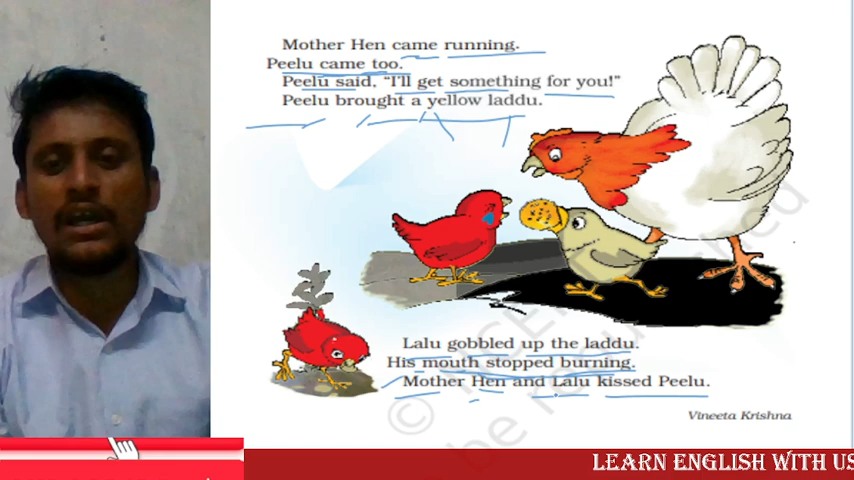 Mother Hen came running.
Peelu came too.
Peelu said, "I'll get something for you!"
Peelu brought a yellow laddu.
Lalu gobbled up the laddu.
His mouth stopped burning.
Mother Hen and Lalu kissed Peelu.
Vineeta Krishna
LEARN ENGLISH WITH US